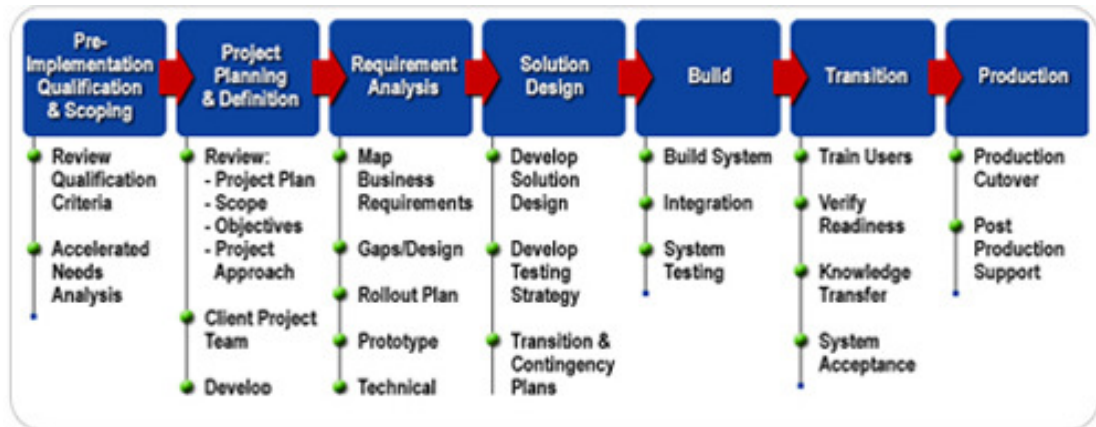 Pre-
Implementation
Qualification
& Scoping
Project
Planning
& Definition
Requirement
Analysis
Solution
Design
Build
Transition
Production
Review
Qualification
Criteria
Accelerated
Needs
Analysis
Review:
- Project Plan
- Scope
- Objectives
- Project
Approach
Client Project
Team
Develop
Map
Business
Requirements
Gaps/Design
Rollout Plan
Prototype
Technical
Develop
Solution
Design
Develop
Testing
Strategy
Transition &
Contingency
Plans
Build System
Integration
System
Testing
Train Users
Verify
Readiness
Knowledge
Transfer
System
Acceptance
Production
Cutover
Post
Production
Support